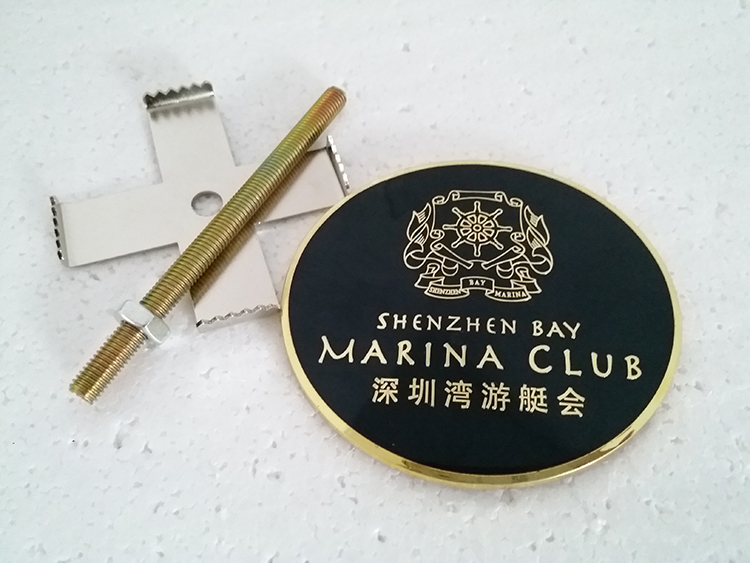 SHENZHEN BAY MARINA
SHENZHEN BAY
MARINA CLUB
深圳湾游艇会